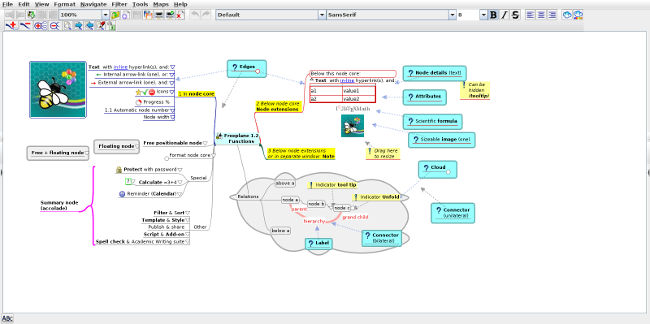 File Edit View Format Navigate Filter Tools Maps Help
100% Default SansSerif 8 B I S
Text with inline hyperlink(s), and:
Internal arrow-link (one), or:
External arrow-link (one), and:
Icons
Progress %
1.1 Automatic node number
Node width
1 In node core:
Edges
Below this node core:
Text with inline hyperlink(s), and
a1 value1
a2 value2
Node details (text)
Can be
hidden
Attributes
Scientific formula
Sizeable image (one)
Drag here
to resize
2 Below node core:
Node extensions
Freeplane 1.2
Functions
3 Below node extensions
or in separate window: Note
Free & floating node
Floating node
Free positionable node
format node core
Protect with password
Calculate =3+4
Reminder (Calendar)
Special
Summary node
(accolade)
Filter & Sort
Template & Style
Publish & share
Script & Add-on
Spell check & Academic Writing suite
Other
Relations
above a
node a
node b
node c
below a
parent
hierarchy
grand child
Indicator tool tip
Indicator Unfold
Cloud
Connector
(unilateral)
Connector
(bilateral)
Label
Abc